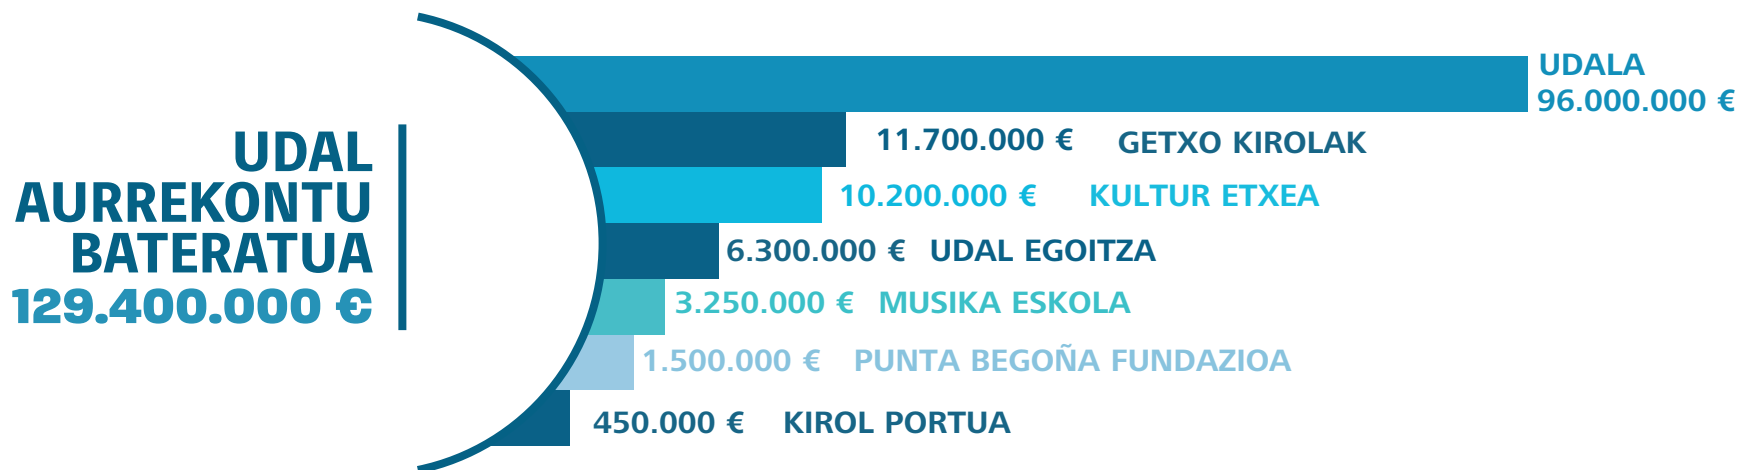 UDAL
AURREKONTU
BATERATUA
129.400.000 €
UDALA
96.000.000 €
11.700.000 € GETXO KIROLAK
10.200.000 € KULTUR ETXEA
6.300.000 € UDAL EGOITZA
3.250.000 € MUSIKA ESKOLA
1.500.000 € PUNTA BEGOÑA FUNDAZIOA
450.000 € KIROL PORTUA